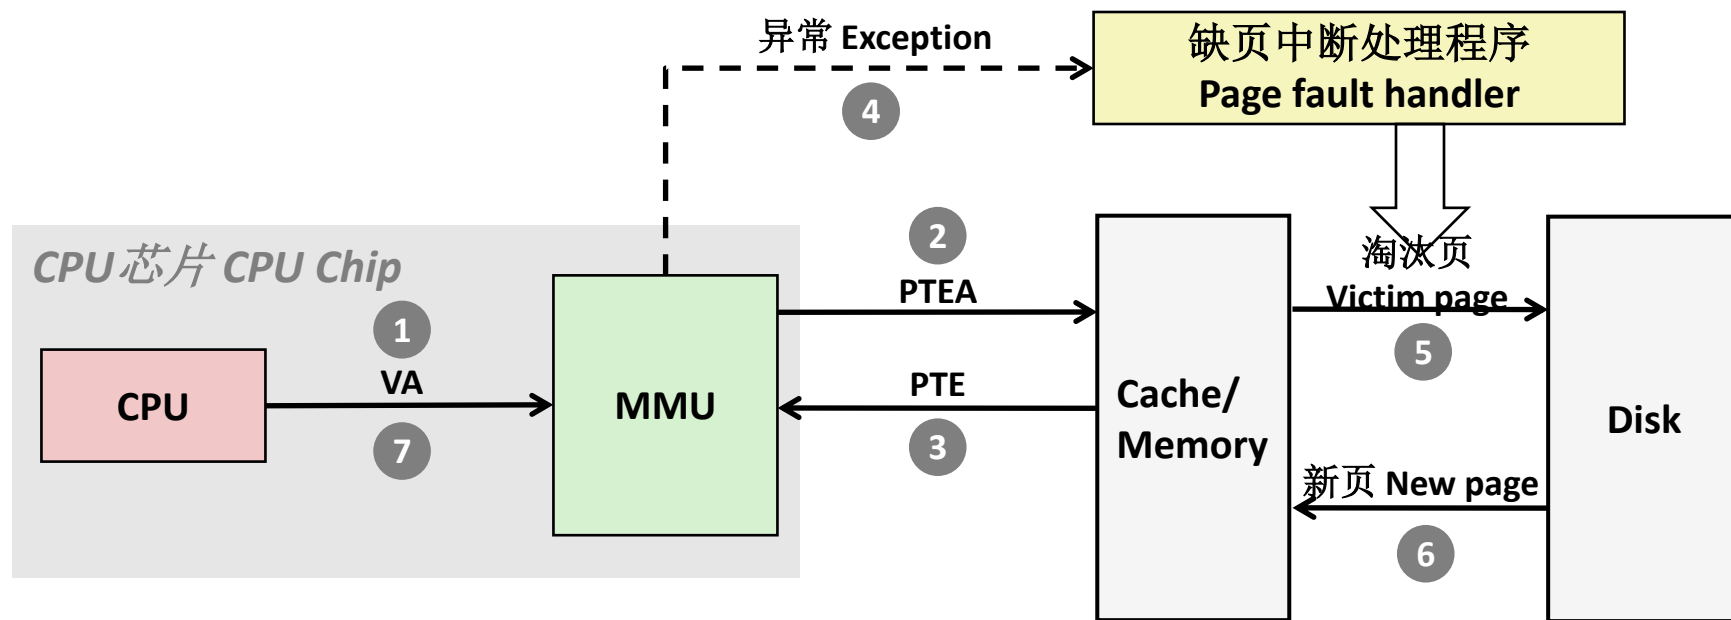 异常 Exception
4
缺页中断处理程序
Page fault handler
CPU芯片 CPU Chip
1
VA
7
CPU
MMU
2
PTEA
PTE
3
Cache/
Memory
淘汰页
Victim page
5
新页 New page
6
Disk